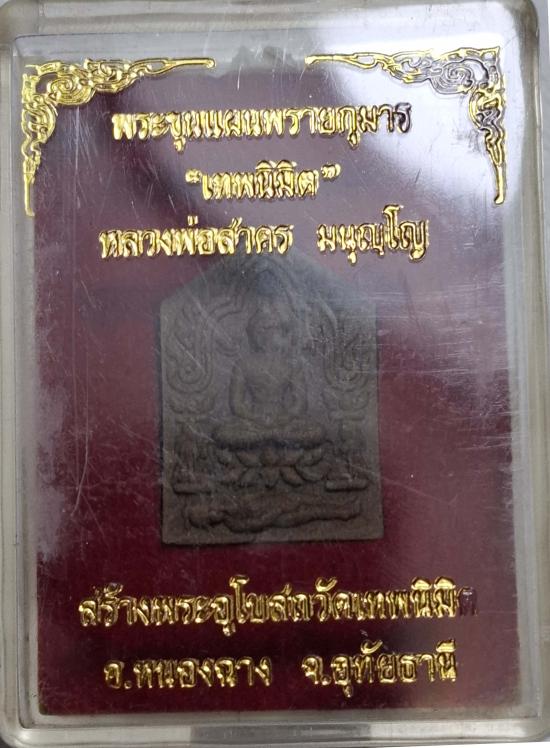 พระขุนแผนพรายกุมาร
"เทพนิมิต"
หลวงพ่อสาคร มนุญฺโญ
สร้างพระอุโบสถวัดเทพนิมิต
อ.หนองฉาง จ.อุทัยธานี